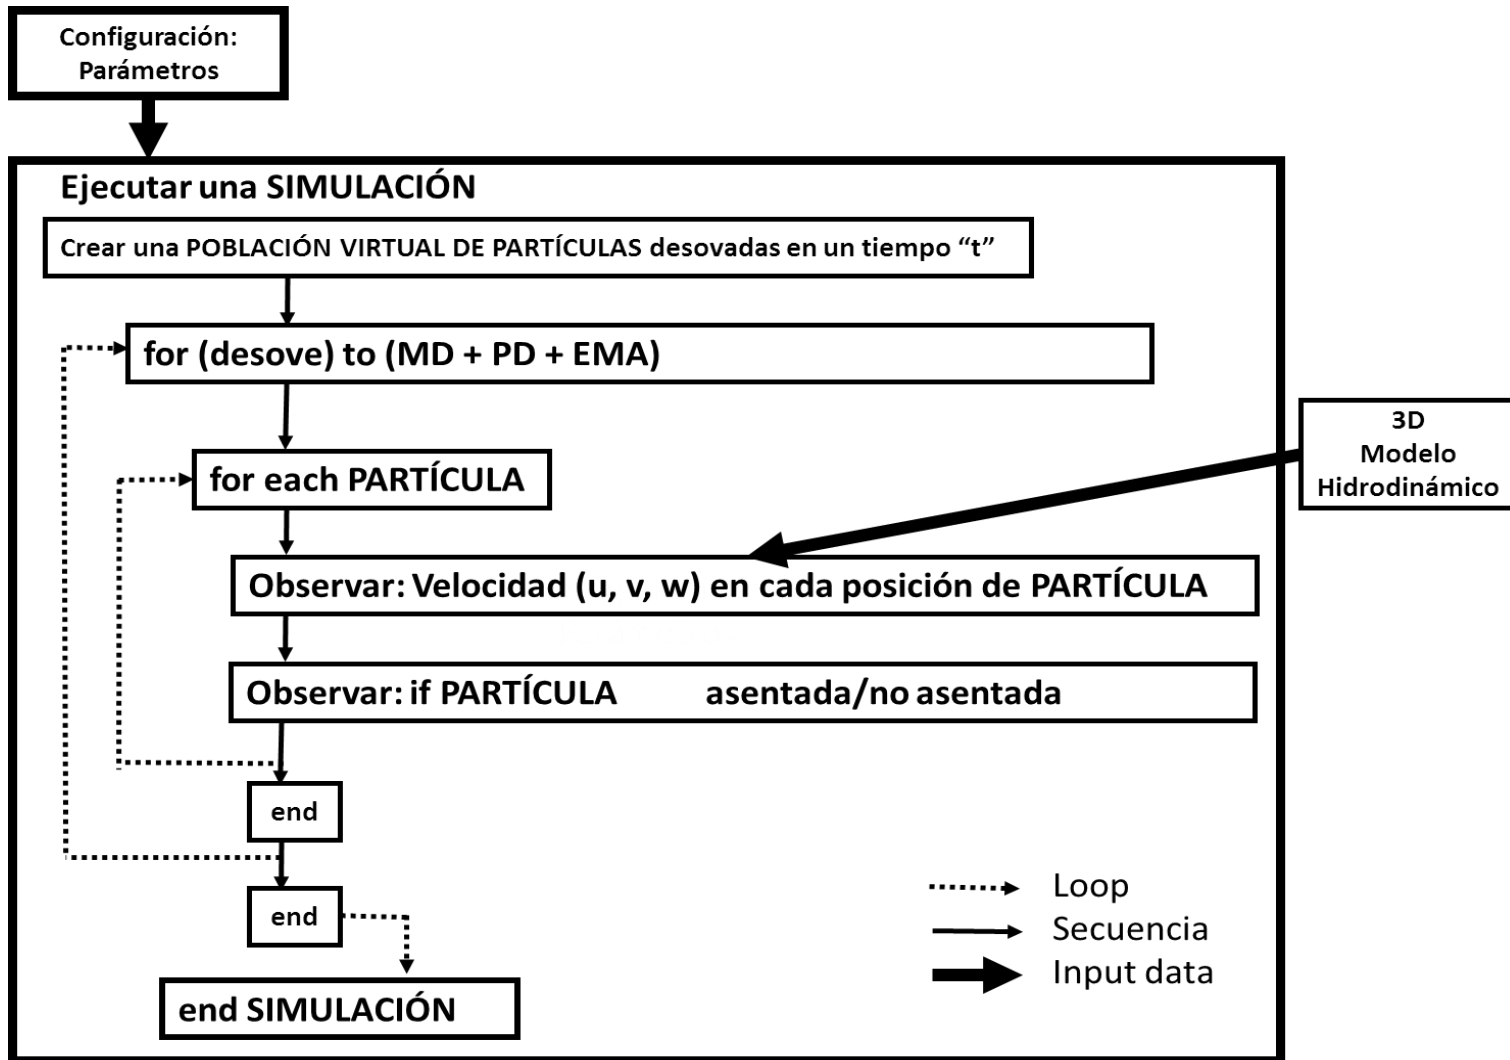 Configuración:
Parámetros
Ejecutar una SIMULACIÓN
Crear una POBLACIÓN VIRTUAL DE PARTÍCULAS desovadas en un tiempo “t”
for (desove) to (MD + PD + EMA)
for each PARTÍCULA
3D
Modelo
Hidrodinámico
Observar: Velocidad (u, v, w) en cada posición de PARTÍCULA
Observar: if PARTÍCULA asentada/no asentada
end
end
end SIMULACIÓN
Loop
Secuencia
Input data